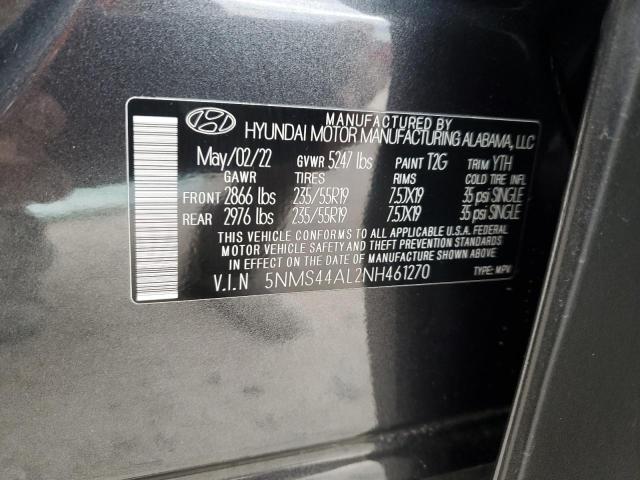 MANUFACTURED BY
HYUNDAI MOTOR MANUFACTURING ALABAMA, LLC
May/02/22 GVWR 5247 lbs PAINT T2G TRIM YTH
GAWR TIRES RIMS COLD TIRE INFL.
FRONT 2866 lbs 235/55R19 7.5JX19 35 psi SINGLE
REAR 2976 lbs 235/55R19 7.5JX19 35 psi SINGLE
THIS VEHICLE CONFORMS TO ALL APPLICABLE U.S.A. FEDERAL
MOTOR VEHICLE SAFETY AND THEFT PREVENTION STANDARDS
IN EFFECT ON THE DATE OF MANUFACTURE SHOWN ABOVE.
V.I.N 5NMS44AL2NH461270 TYPE: MPV